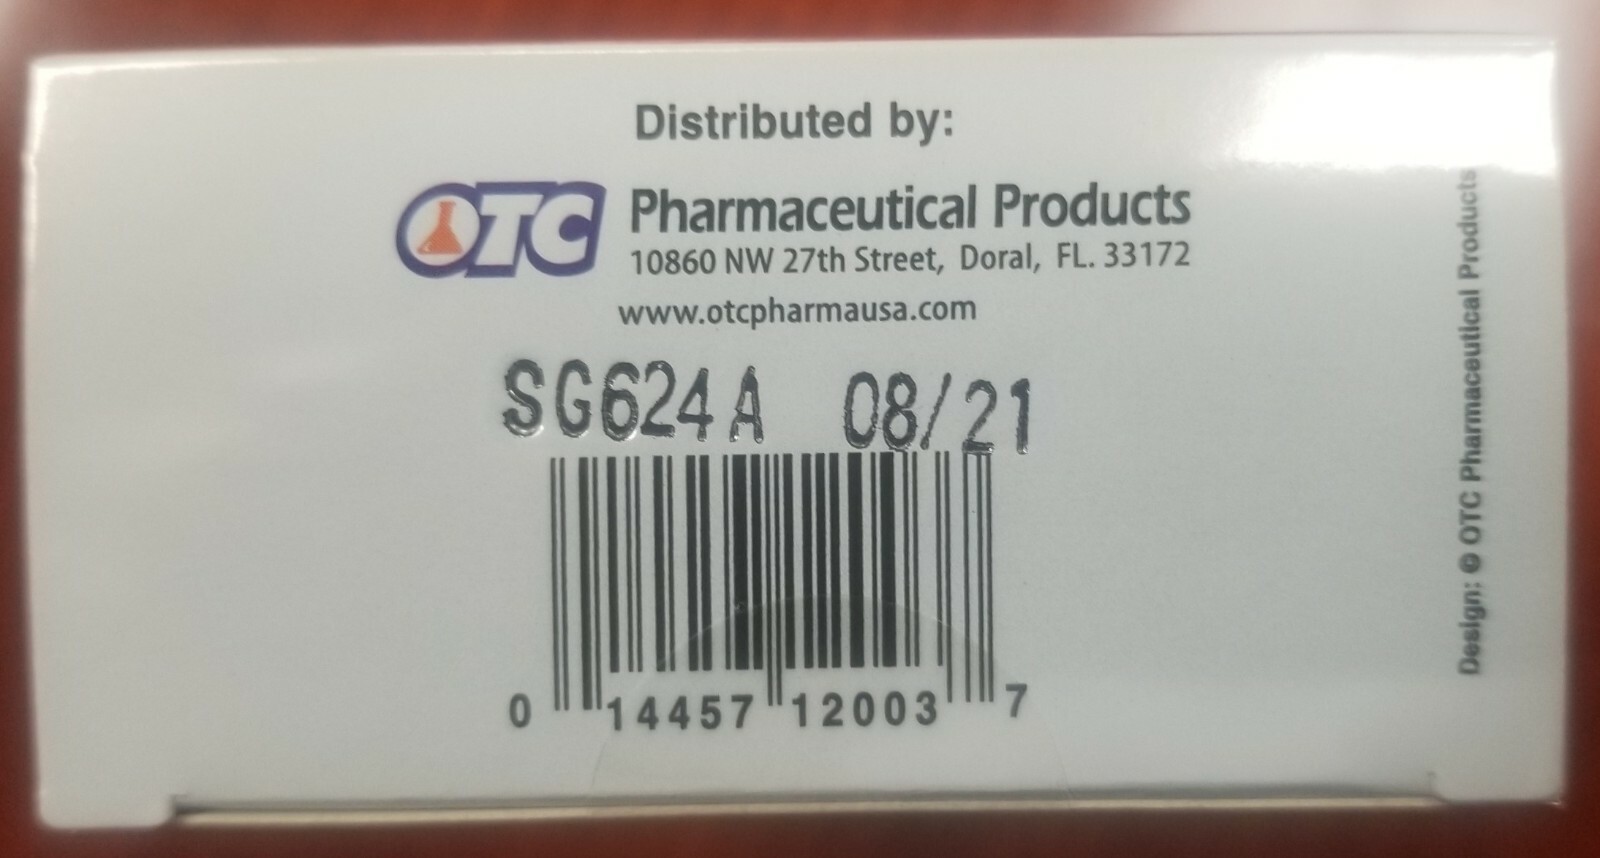 Distributed by:
OTC Pharmaceutical Products
10860 NW 27th Street, Doral, FL. 33172
www.otcpharmausa.com
SG624A 08/21
0 14457 12003 7
Design: © OTC Pharmaceutical Products